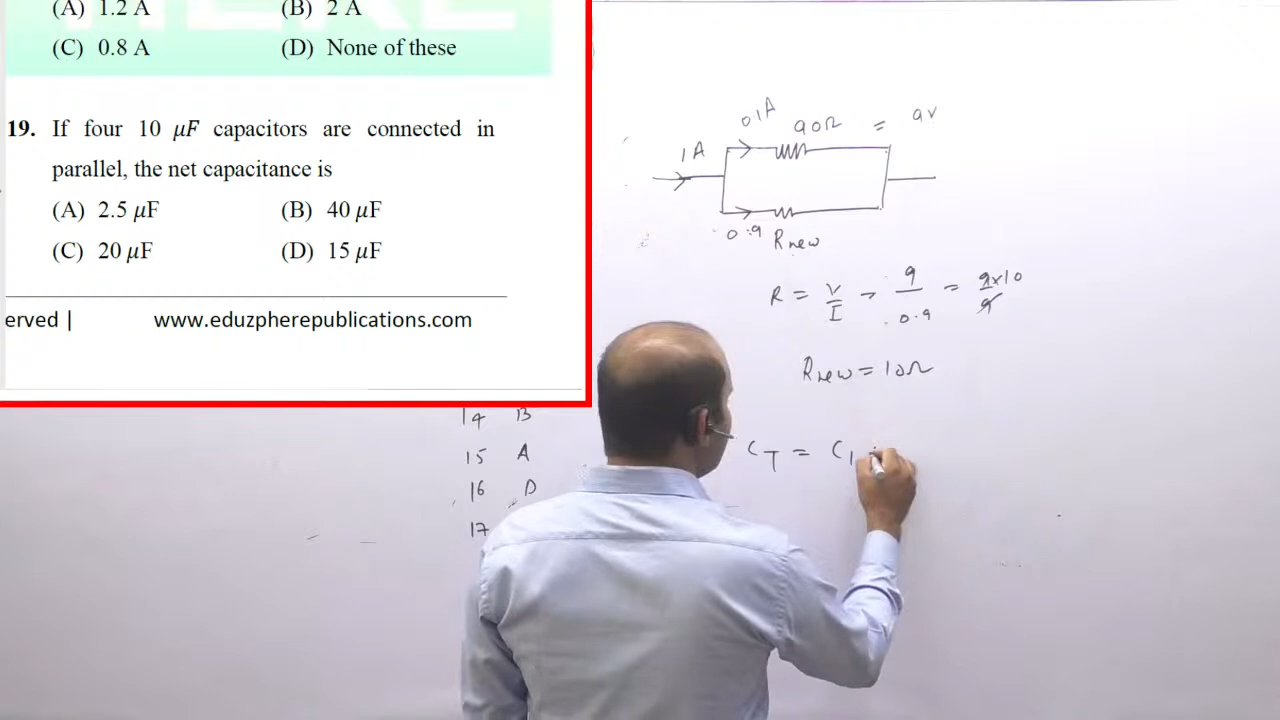 (A) 1.2 A (B) 2 A
(C) 0.8 A (D) None of these
19. If four 10 μF capacitors are connected in
parallel, the net capacitance is
(A) 2.5 μF (B) 40 μF
(C) 20 μF (D) 15 μF
erved | www.eduzpherepublications.com
14 B
15 A
16 D
17
0.1A 90Ω = 9V
1A
0.9 Rnew
R = V/I → 9/0.9 = 9x10/9
Rnew = 10Ω
CT = C1